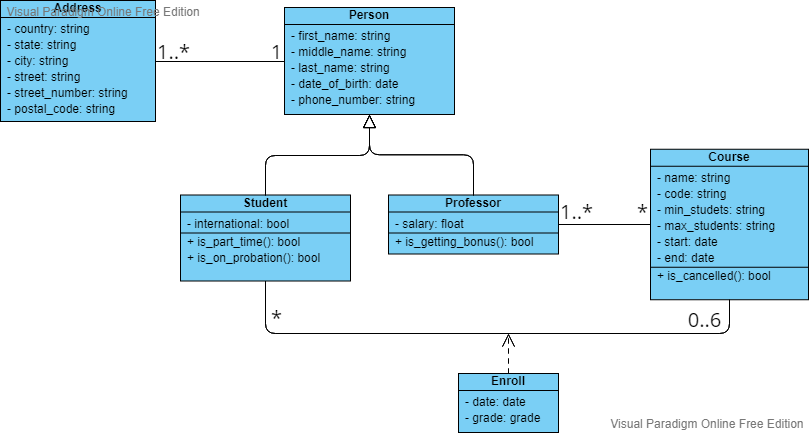 Visual Paradigm Online Free Edition
Address
- country: string
- state: string
- city: string
- street: string
- street_number: string
- postal_code: string
1..*
1
Person
- first_name: string
- middle_name: string
- last_name: string
- date_of_birth: date
- phone_number: string
Student
- international: bool
+ is_part_time(): bool
+ is_on_probation(): bool
Professor
- salary: float
+ is_getting_bonus(): bool
1..*
*
Course
- name: string
- code: string
- min_studets: string
- max_students: string
- start: date
- end: date
+ is_cancelled(): bool
*
0..6
Enroll
- date: date
- grade: grade
Visual Paradigm Online Free Edition